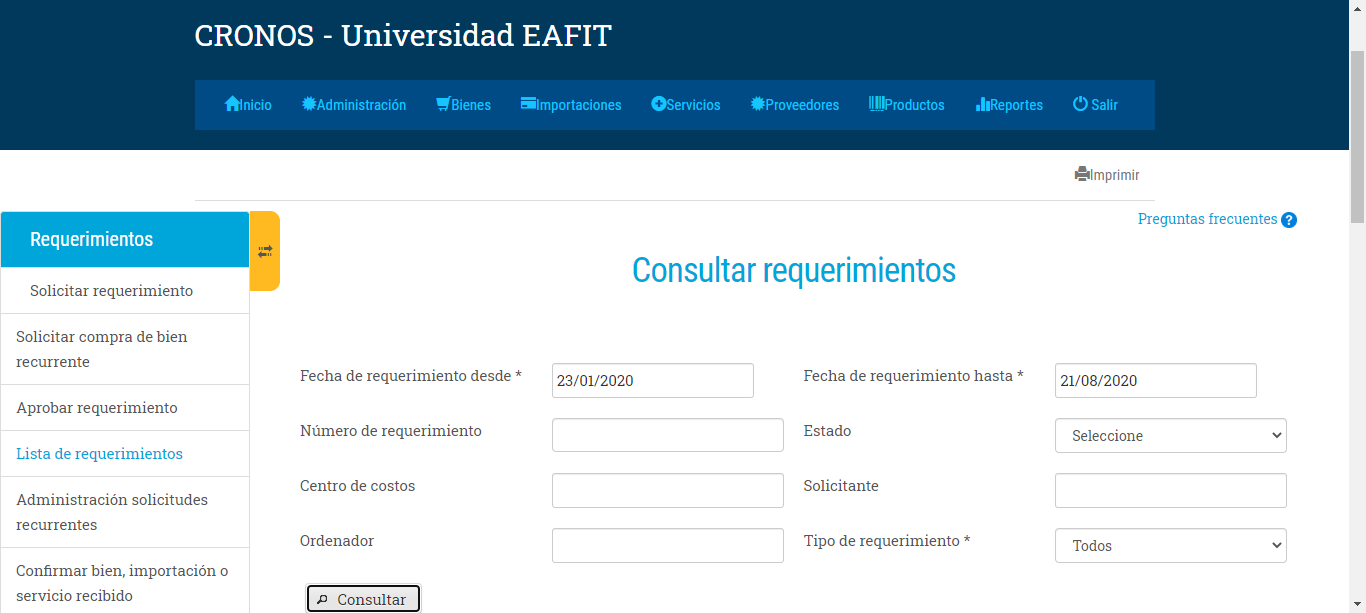 CRONOS - Universidad EAFIT
Inicio Administración Bienes Importaciones Servicios Proveedores Productos Reportes Salir
Imprimir
Preguntas frecuentes ?
Requerimientos
Solicitar requerimiento
Solicitar compra de bien
recurrente
Aprobar requerimiento
Lista de requerimientos
Administración solicitudes
recurrentes
Confirmar bien, importación o
servicio recibido
Consultar requerimientos
Fecha de requerimiento desde * 23/01/2020 Fecha de requerimiento hasta * 21/08/2020
Número de requerimiento Estado Seleccione
Centro de costos Solicitante
Ordenador Tipo de requerimiento * Todos
Consultar